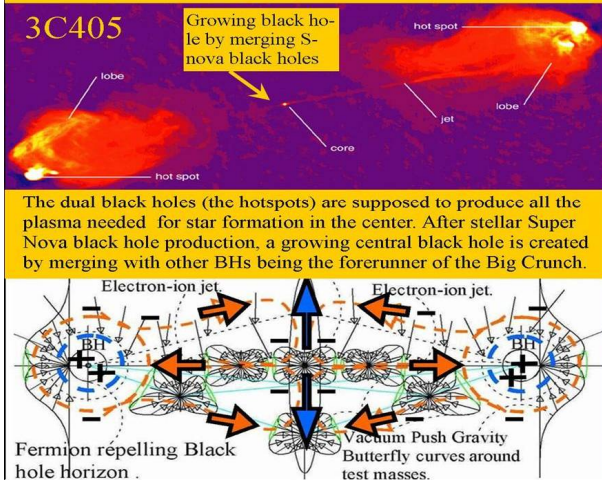 3C405
Growing black ho-
le by merging S-
nova black holes
hot spot
lobe
lobe
jet
core
hot spot
The dual black holes (the hotspots) are supposed to produce all the
plasma needed for star formation in the center. After stellar Super
Nova black hole production, a growing central black hole is created
by merging with other BHs being the forerunner of the Big Crunch.
Electron-ion jet.
Electron-ion jet.
BH
BH
Fermion repelling Black
hole horizon .
Vacuum Push Gravity
Butterfly curves around
test masses.